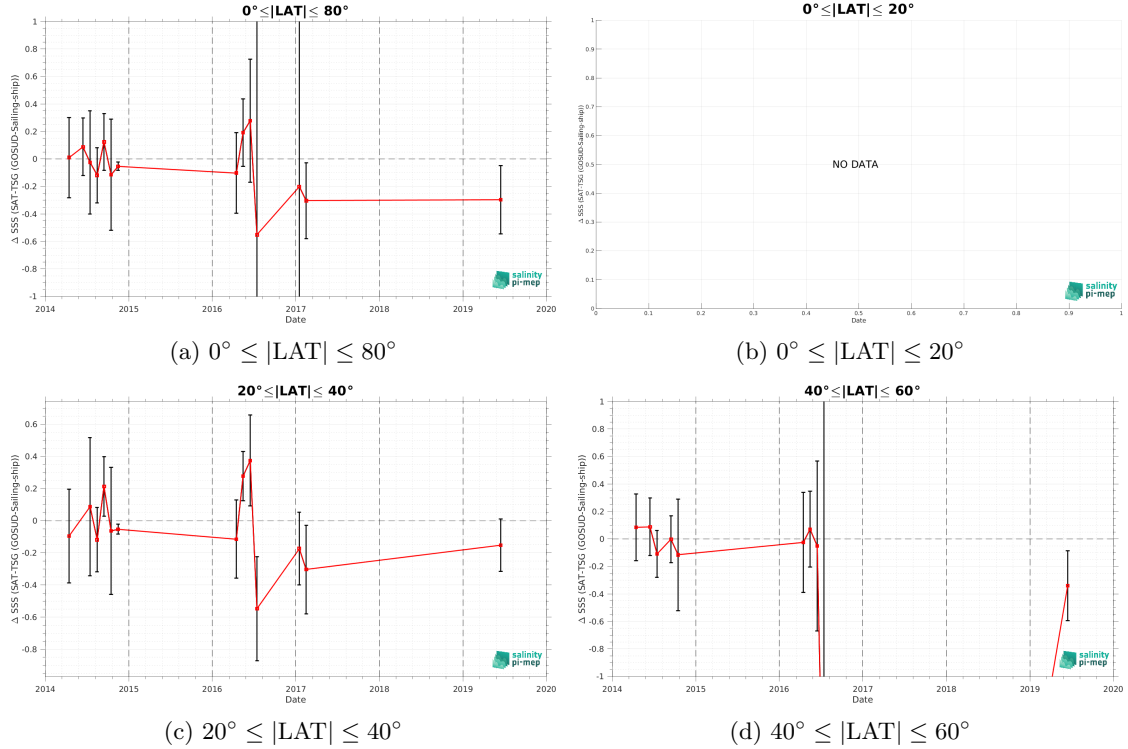 0°≤|LAT|≤ 80°
Δ SSS (SAT-TSG (GOSUD-Sailing-ship))
1
0.8
0.6
0.4
0.2
0
-0.2
-0.4
-0.6
-0.8
-1
2014 2015 2016 2017 2018 2019 2020
Date
salinity
pi-mep
(a) 0° ≤ |LAT| ≤ 80°
0°≤|LAT|≤ 20°
Δ SSS (SAT-TSG (GOSUD-Sailing-ship))
1
0.9
0.8
0.7
0.6
0.5
0.4
0.3
0.2
0.1
0
NO DATA
0 0.1 0.2 0.3 0.4 0.5 0.6 0.7 0.8 0.9 1
Date
salinity
pi-mep
(b) 0° ≤ |LAT| ≤ 20°
20°≤|LAT|≤ 40°
Δ SSS (SAT-TSG (GOSUD-Sailing-ship))
0.6
0.4
0.2
0
-0.2
-0.4
-0.6
-0.8
2014 2015 2016 2017 2018 2019 2020
Date
salinity
pi-mep
(c) 20° ≤ |LAT| ≤ 40°
40°≤|LAT|≤ 60°
Δ SSS (SAT-TSG (GOSUD-Sailing-ship))
1
0.8
0.6
0.4
0.2
0
-0.2
-0.4
-0.6
-0.8
-1
2014 2015 2016 2017 2018 2019 2020
Date
salinity
pi-mep
(d) 40° ≤ |LAT| ≤ 60°